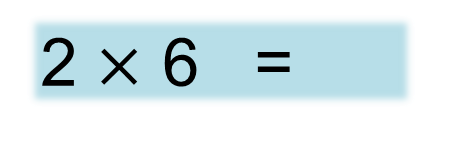 2 × 6 =